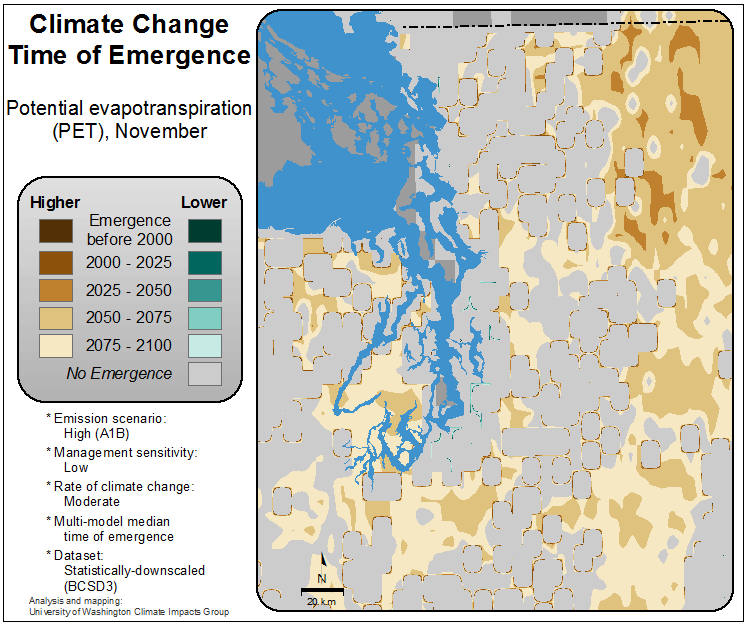 Climate Change
Time of Emergence
Potential evapotranspiration
(PET), November
Higher Lower
Emergence
before 2000
2000 - 2025
2025 - 2050
2050 - 2075
2075 - 2100
No Emergence
* Emission scenario:
High (A1B)
* Management sensitivity:
Low
* Rate of climate change:
Moderate
* Multi-model median
time of emergence
* Dataset:
Statistically-downscaled
(BCSD3)
Analysis and mapping:
University of Washington Climate Impacts Group
N
20 km